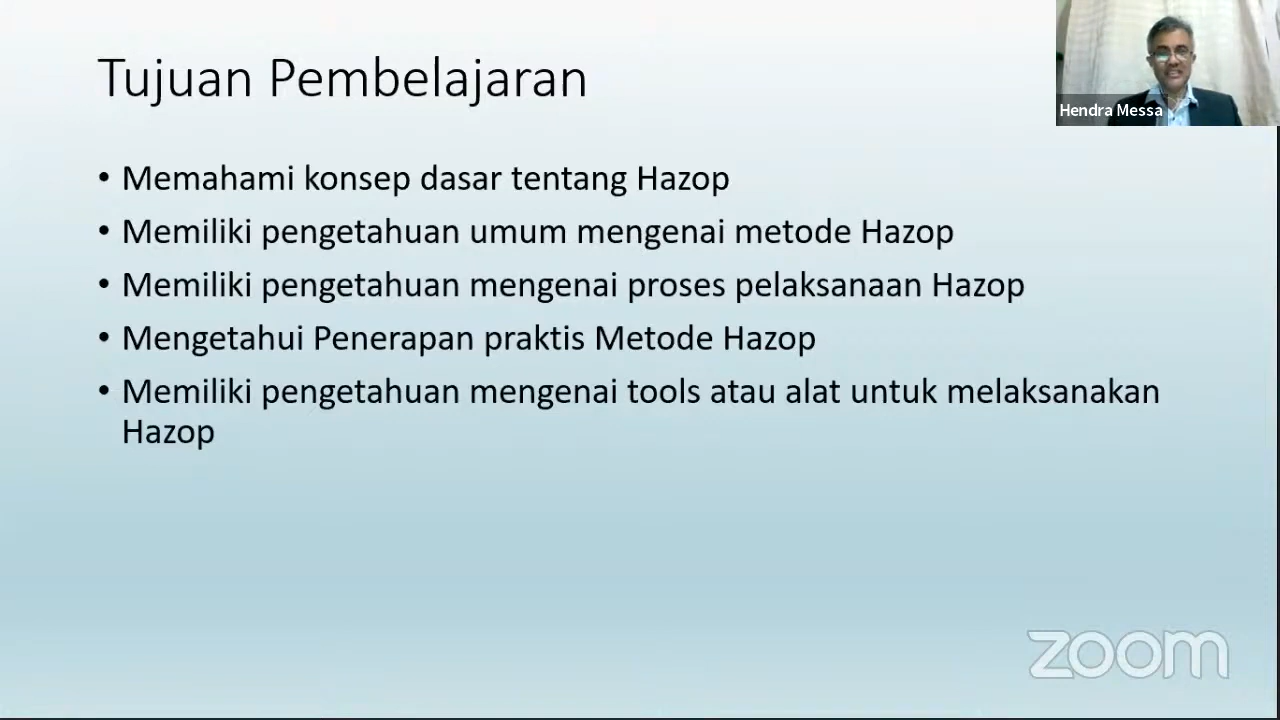 Tujuan Pembelajaran
Hendra Messa
• Memahami konsep dasar tentang Hazop
• Memiliki pengetahuan umum mengenai metode Hazop
• Memiliki pengetahuan mengenai proses pelaksanaan Hazop
• Mengetahui Penerapan praktis Metode Hazop
• Memiliki pengetahuan mengenai tools atau alat untuk melaksanakan
Hazop
zoom